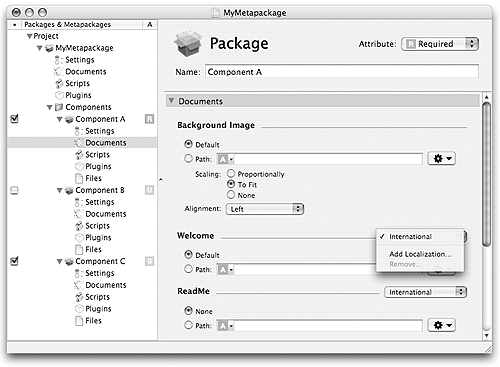 MyMetapackage
Packages & Metapackages A
Project
MyMetapackage
Settings
Documents
Scripts
Plugins
Components
Component A R
Settings
Documents
Scripts
Plugins
Files
Component B U
Settings
Documents
Scripts
Plugins
Files
Component C S
Settings
Documents
Scripts
Plugins
Files
Package
Attribute: R Required
Name: Component A
Documents
Background Image
Default
Path: A
Scaling: Proportionally
To Fit
None
Alignment: Left
Welcome
International
Add Localization...
Remove...
Default
Path: A
ReadMe International
None
Path: A